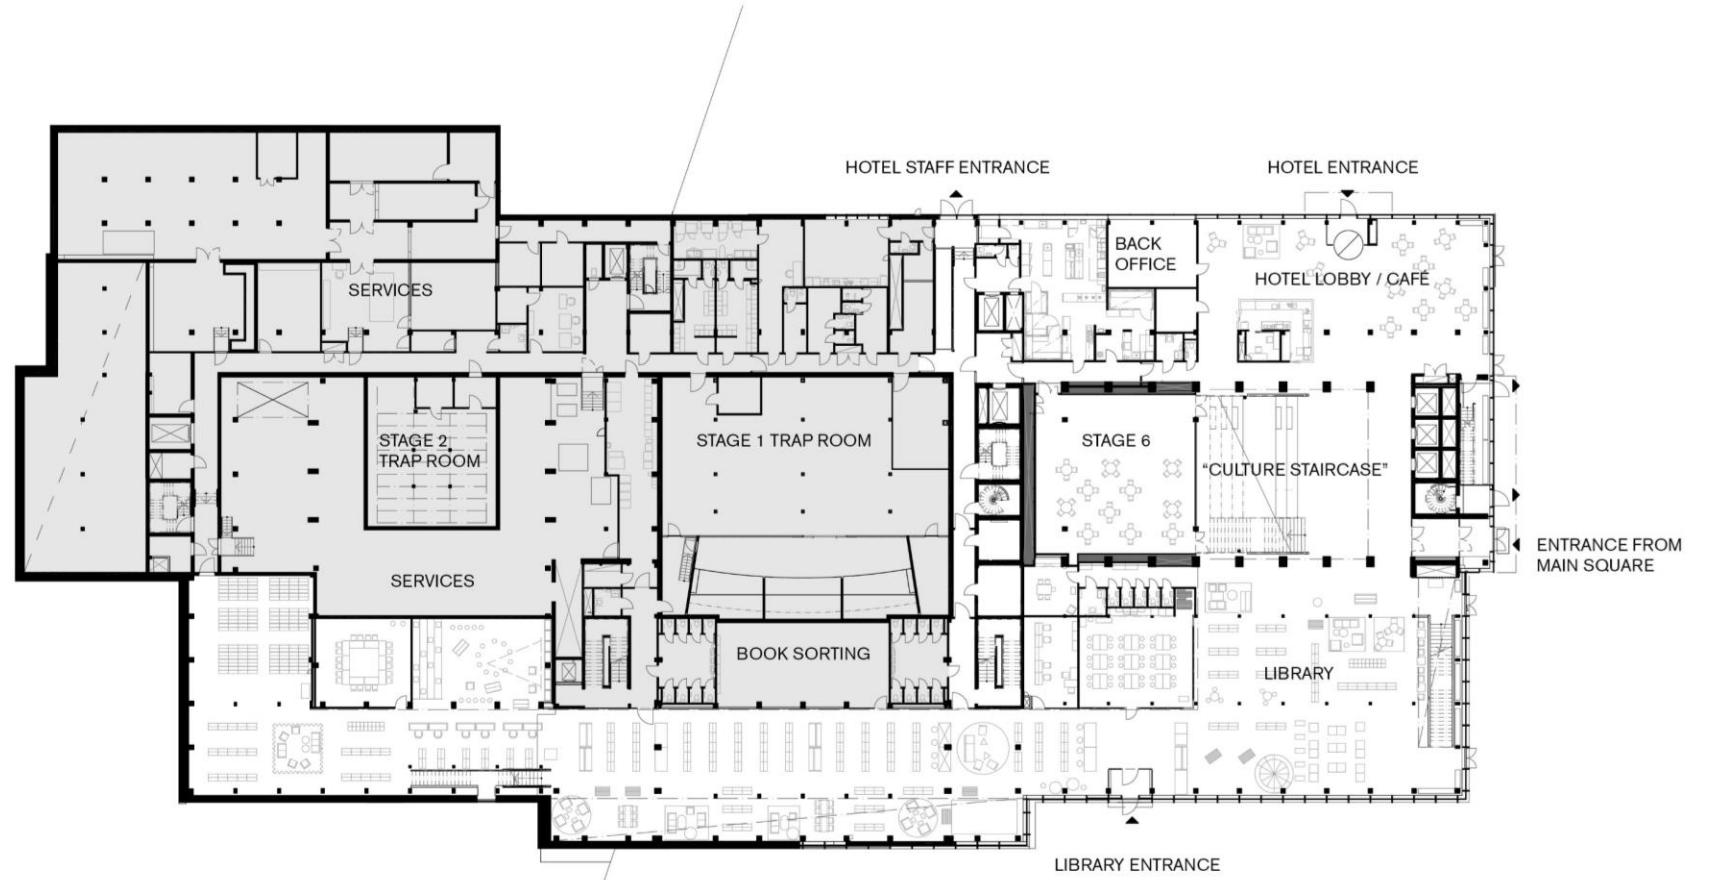 HOTEL STAFF ENTRANCE
HOTEL ENTRANCE
BACK
OFFICE
HOTEL LOBBY / CAFÉ
SERVICES
STAGE 2
TRAP ROOM
STAGE 1 TRAP ROOM
STAGE 6
“CULTURE STAIRCASE”
ENTRANCE FROM
MAIN SQUARE
SERVICES
BOOK SORTING
LIBRARY
LIBRARY ENTRANCE